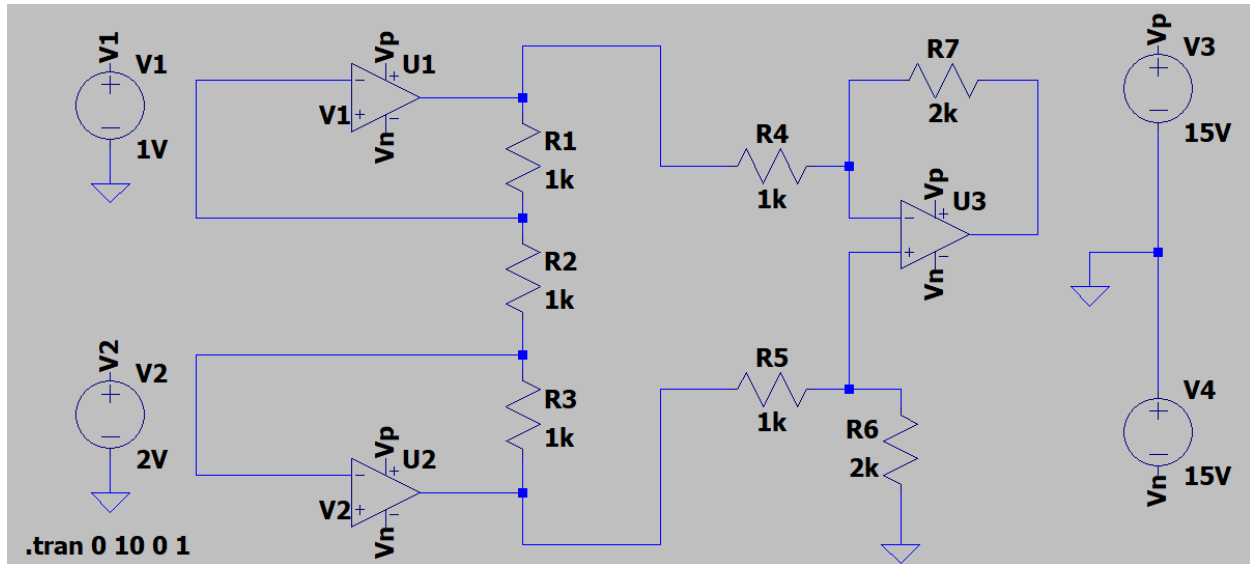 V1
V1
1V
V2
V2
2V
.tran 0 10 0 1
Vp
U1
V1
Vn
R1
1k
R2
1k
R3
1k
Vp
U2
V2
Vn
R4
1k
R5
1k
R6
2k
R7
2k
Vp
U3
Vn
Vp
V3
15V
V4
15V
Vn